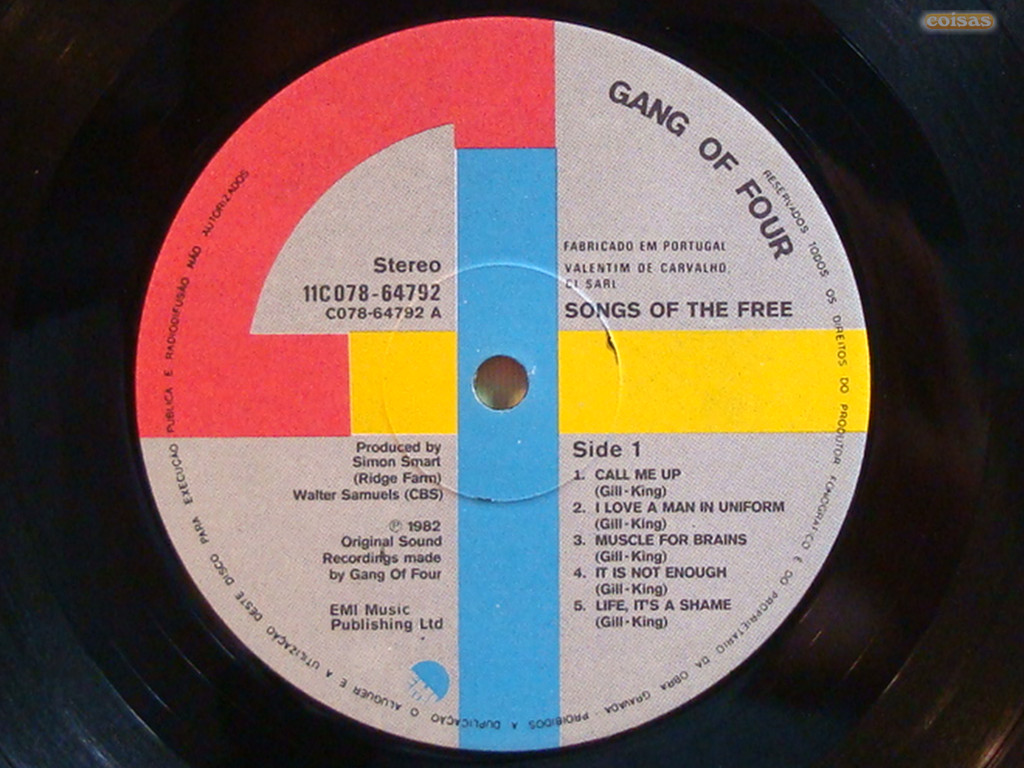 coisas
GANG OF FOUR
FABRICADO EM PORTUGAL
VALENTIM DE CARVALHO,
CI SARL
SONGS OF THE FREE
Stereo
11C078-64792
C078-64792 A
Produced by
Simon Smart
(Ridge Farm)
Walter Samuels (CBS)
℗ 1982
Original Sound
Recordings made
by Gang Of Four
EMI Music
Publishing Ltd
EMI
Side 1
1. CALL ME UP
(Gill-King)
2. I LOVE A MAN IN UNIFORM
(Gill-King)
3. MUSCLE FOR BRAINS
(Gill-King)
4. IT IS NOT ENOUGH
(Gill-King)
5. LIFE, IT'S A SHAME
(Gill-King)
RESERVADOS TODOS OS DIREITOS DO PRODUTOR FONOGRAFICO E DO PROPRIETARIO DA OBRA GRAVADA - PROIBIDOS A DUPLICAÇÃO O ALUGUER E A UTILIZAÇÃO DESTE DISCO PARA EXECUÇÃO PUBLICA E RADIODIFUSÃO NÃO AUTORIZADOS